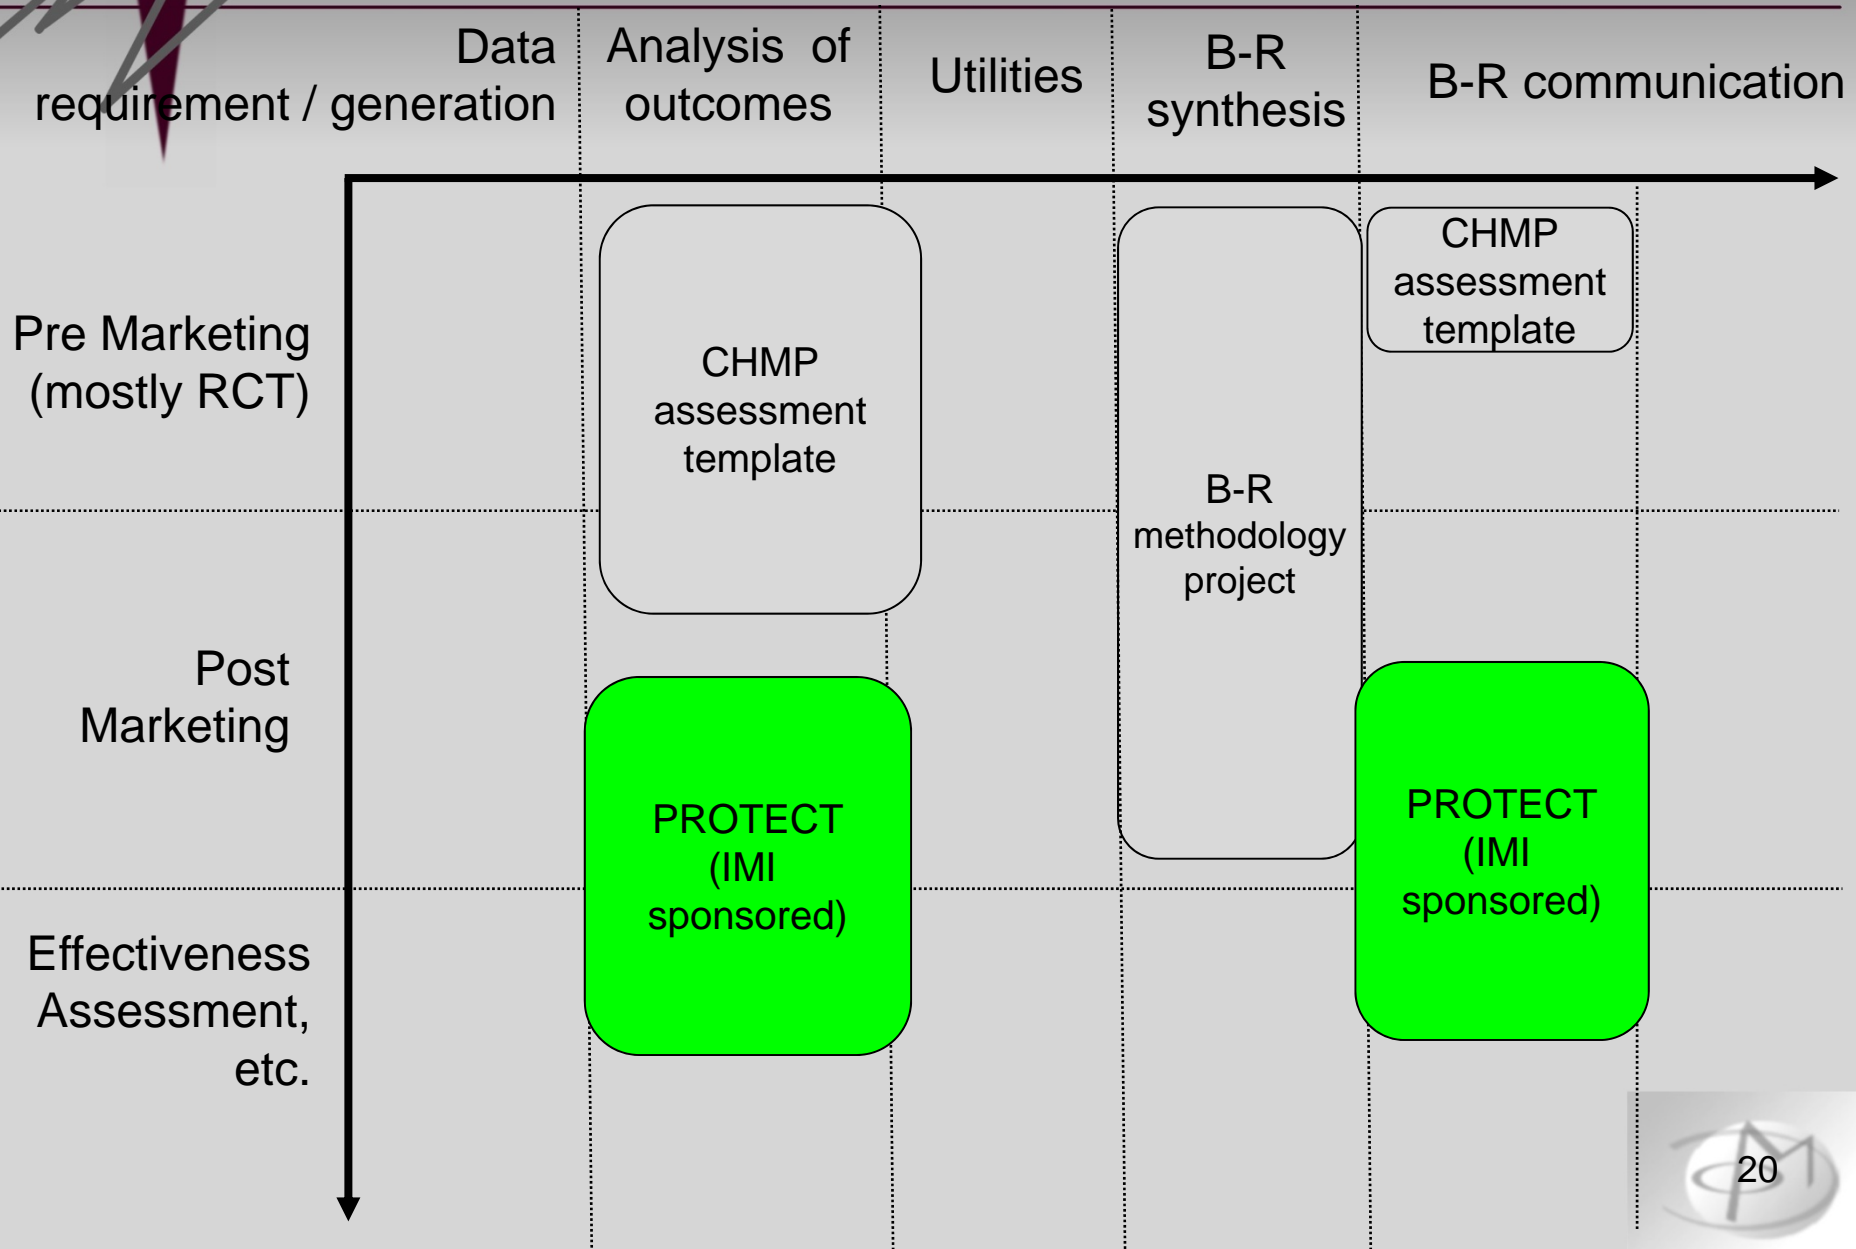 Data
requirement / generation
Analysis of
outcomes
Utilities
B-R
synthesis
B-R communication
Pre Marketing
(mostly RCT)
CHMP
assessment
template
B-R
methodology
project
CHMP
assessment
template
Post
Marketing
PROTECT
(IMI
sponsored)
PROTECT
(IMI
sponsored)
Effectiveness
Assessment,
etc.
20